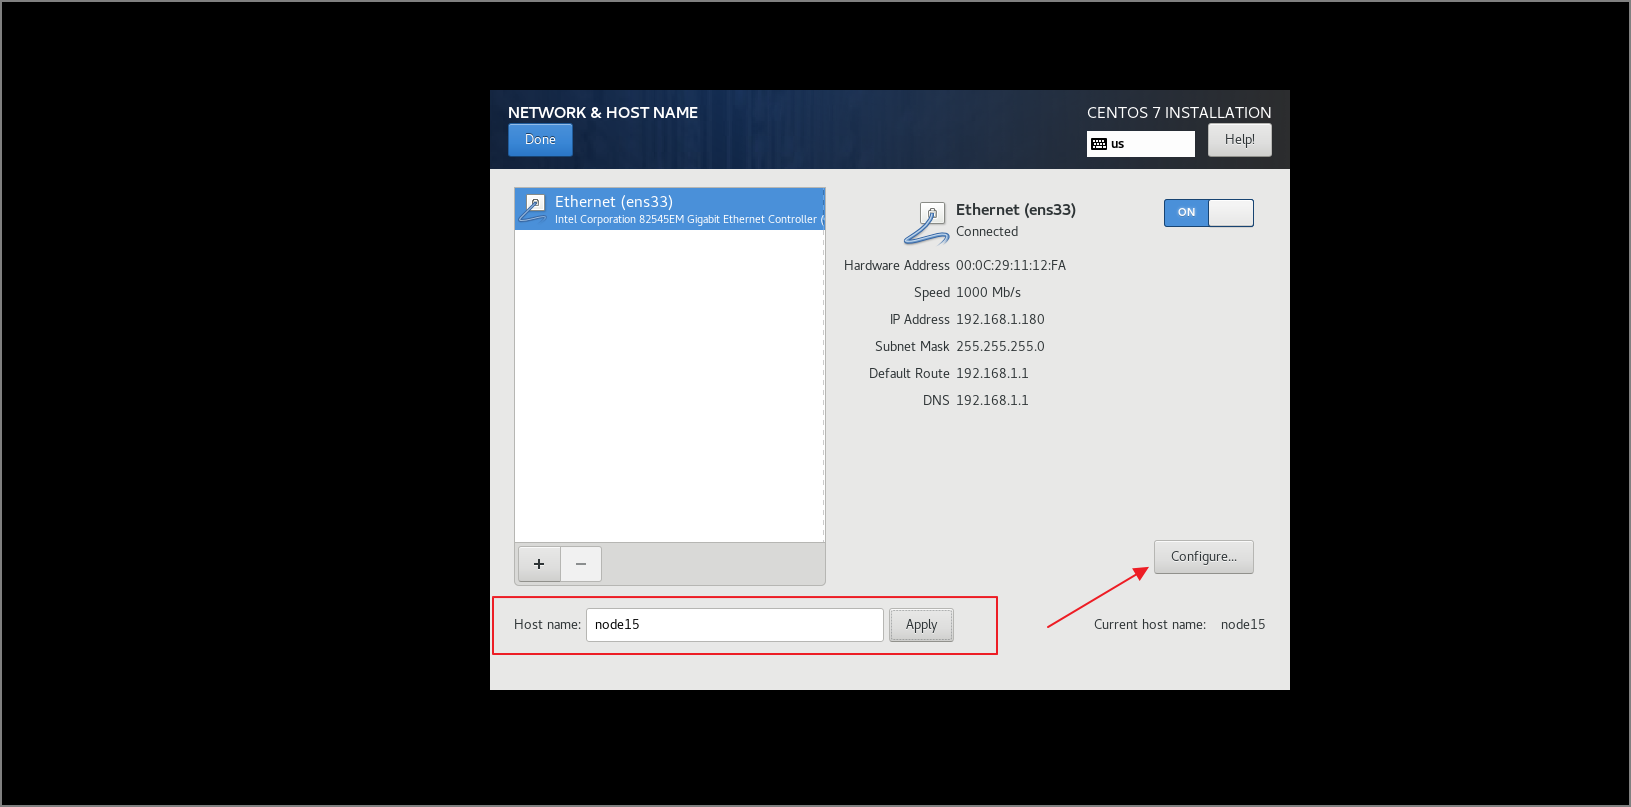 NETWORK & HOST NAME
Done
CENTOS 7 INSTALLATION
us
Help!
Ethernet (ens33)
Intel Corporation 82545EM Gigabit Ethernet Controller (
Ethernet (ens33)
Connected
ON
Hardware Address 00:0C:29:11:12:FA
Speed 1000 Mb/s
IP Address 192.168.1.180
Subnet Mask 255.255.255.0
Default Route 192.168.1.1
DNS 192.168.1.1
+ −
Configure...
Host name: node15 Apply
Current host name: node15